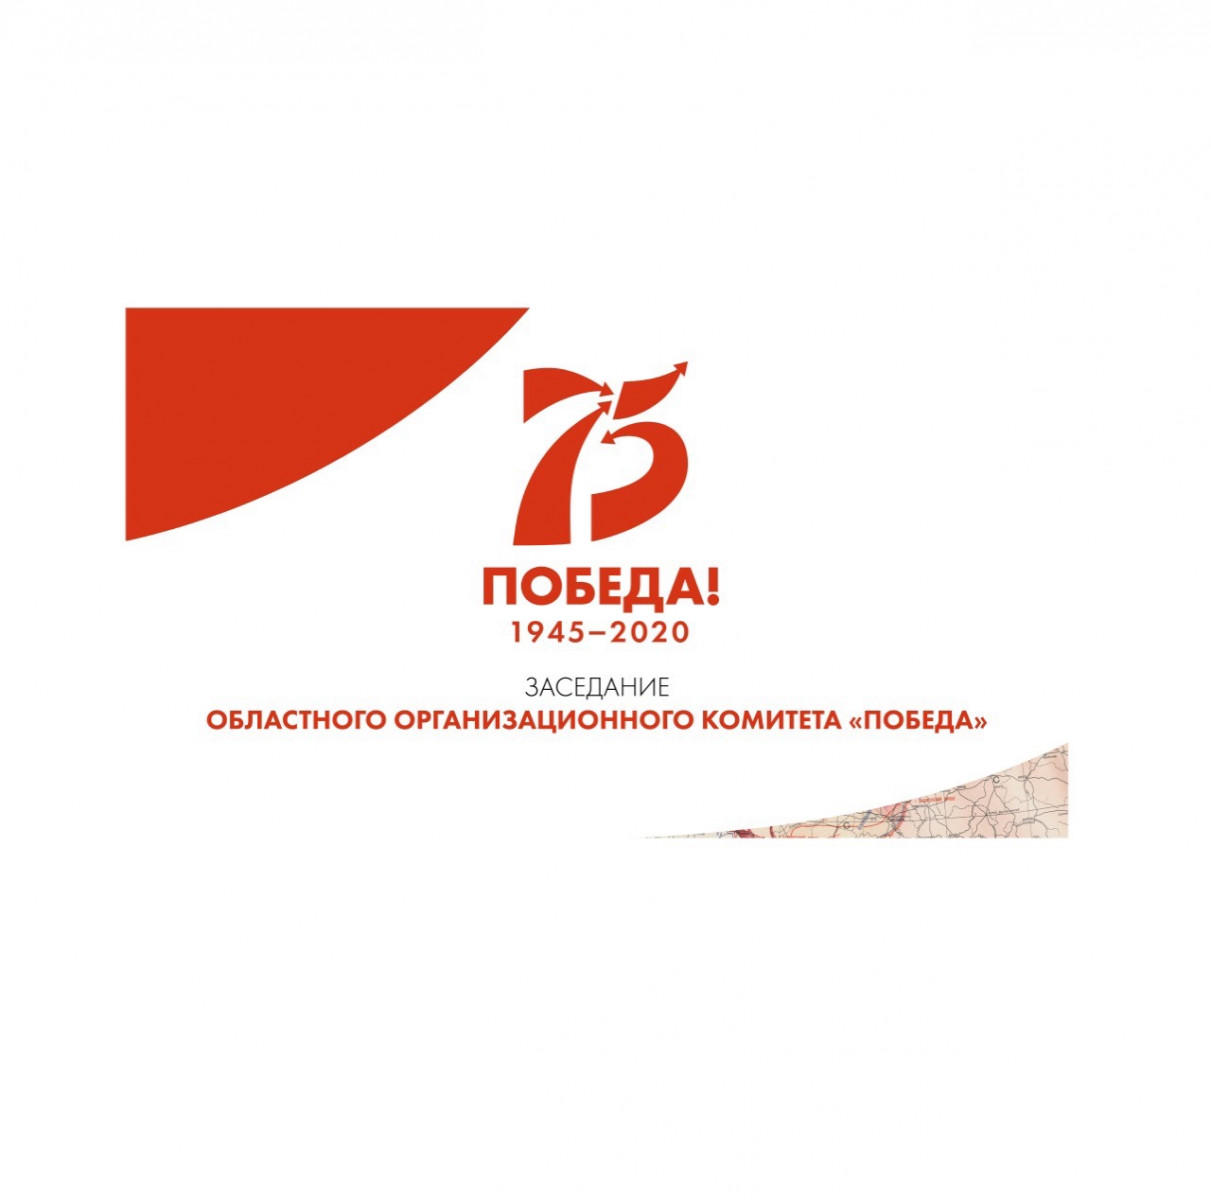 75
ПОБЕДА!
1945–2020
ЗАСЕДАНИЕ
ОБЛАСТНОГО ОРГАНИЗАЦИОННОГО КОМИТЕТА «ПОБЕДА»